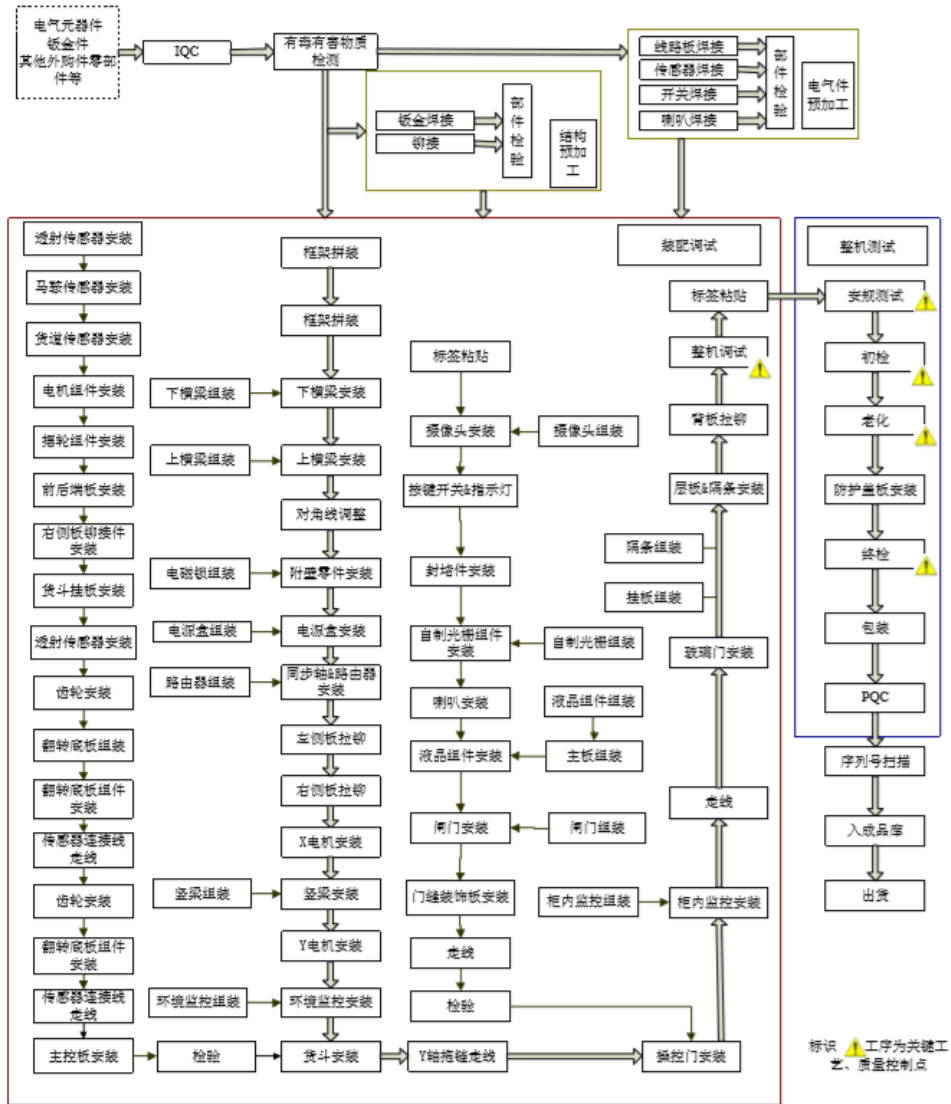 电气元器件
钣金件
其他外购件零部
件等
IQC
有毒有害物质
检测
线路板焊接
传感器焊接
开关焊接
喇叭焊接
部
件
检
验
电气件
预加工
钣金焊接
铆接
部
件
检
验
结构
预加
工
透射传感器安装
马鞍传感器安装
货道传感器安装
电机组件安装
摇轮组件安装
前后端板安装
右侧板铆接件
安装
货斗挂板安装
透射传感器安装
齿轮安装
翻转底板组装
翻转底板组件
安装
传感器连接线
走线
齿轮安装
翻转底板组件
安装
传感器连接线
走线
主控板安装
检验
下横梁组装
上横梁组装
电磁锁组装
电源盒组装
路由器组装
竖梁组装
环境监控组装
框架拼装
框架拼装
下横梁安装
上横梁安装
对角线调整
附壁零件安装
电源盒安装
同步轴&路由器
安装
左侧板拉铆
右侧板拉铆
X电机安装
竖梁安装
Y电机安装
环境监控安装
货斗安装
Y轴拖链走线
标签粘贴
摄像头安装
摄像头组装
按键开关&指示灯
封堵件安装
自制光栅组件
安装
自制光栅组装
喇叭安装
液晶组件组装
液晶组件安装
主板组装
闸门安装
闸门组装
门缝装饰板安装
走线
检验
装配调试
标签粘贴
整机调试
背板拉铆
层板&隔条安装
隔条组装
挂板组装
玻璃门安装
走线
柜内监控组装
柜内监控安装
操控门安装
整机测试
安规测试
初检
老化
防护盖板安装
终检
包装
PQC
序列号扫描
入成品库
出货
标识 工序为关键工
艺、质量控制点